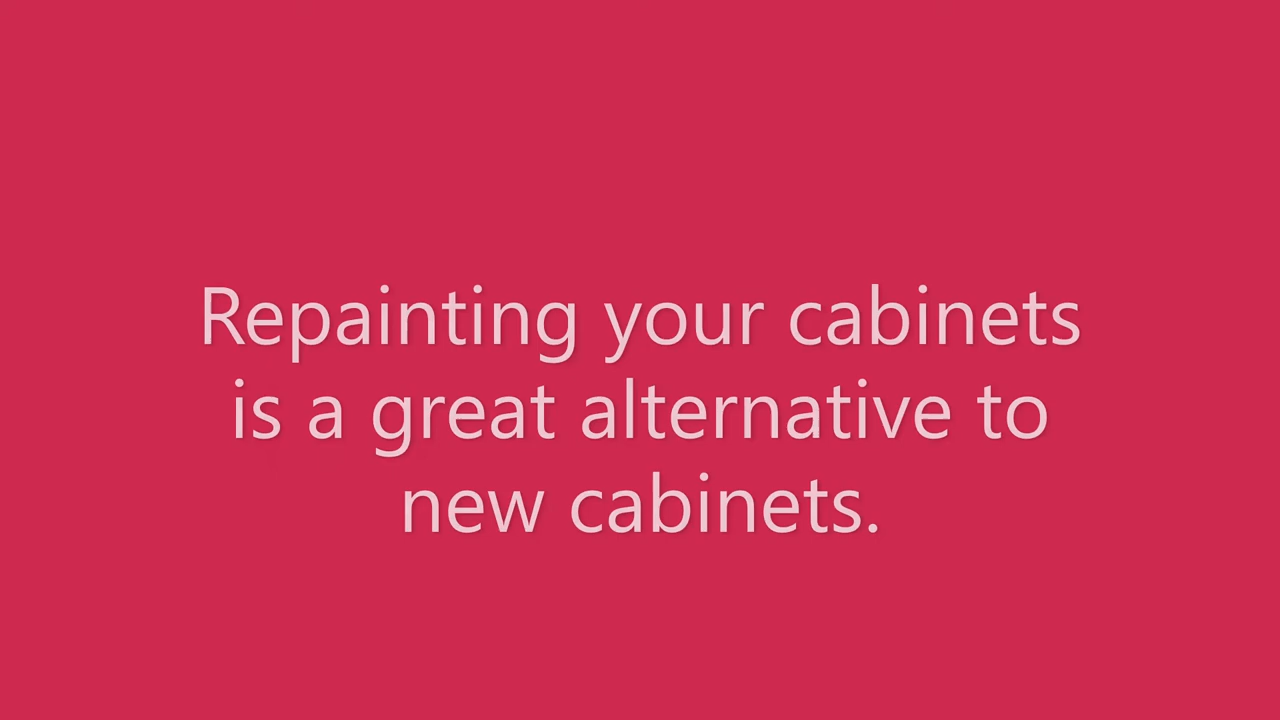 Repainting your cabinets
is a great alternative to
new cabinets.